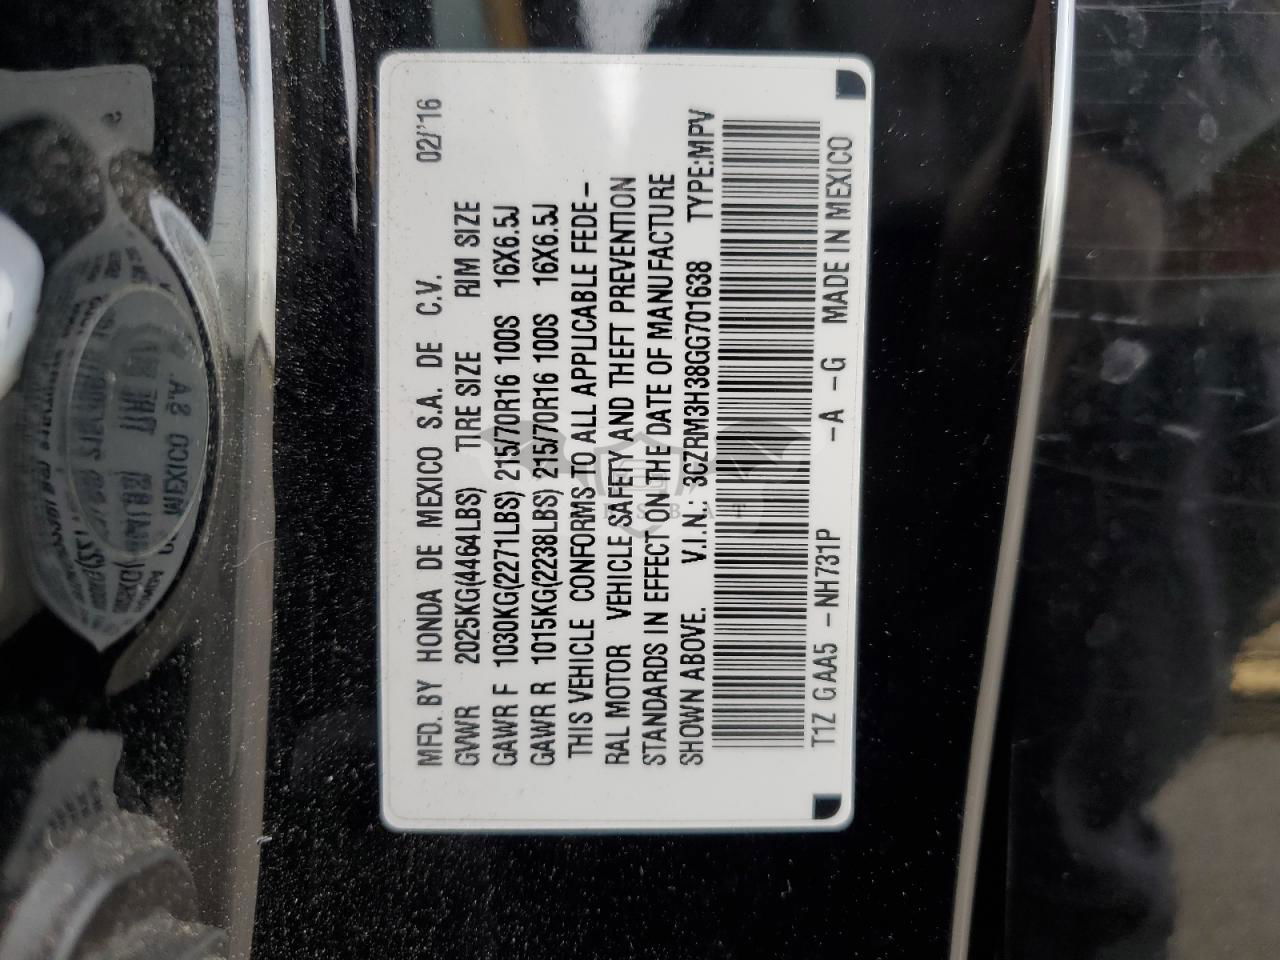 MFD. BY HONDA DE MEXICO S.A. DE C.V. 02/'16
GVWR 2025KG(4464LBS) TIRE SIZE RIM SIZE
GAWR F 1030KG(2271LBS) 215/70R16 100S 16X6.5J
GAWR R 1015KG(2238LBS) 215/70R16 100S 16X6.5J
THIS VEHICLE CONFORMS TO ALL APPLICABLE FEDE-
RAL MOTOR VEHICLE SAFETY AND THEFT PREVENTION
STANDARDS IN EFFECT ON THE DATE OF MANUFACTURE
SHOWN ABOVE. V.I.N.: 3CZRM3H38GG701638 TYPE:MPV
T1Z GAA5 -NH731P -A -G MADE IN MEXICO